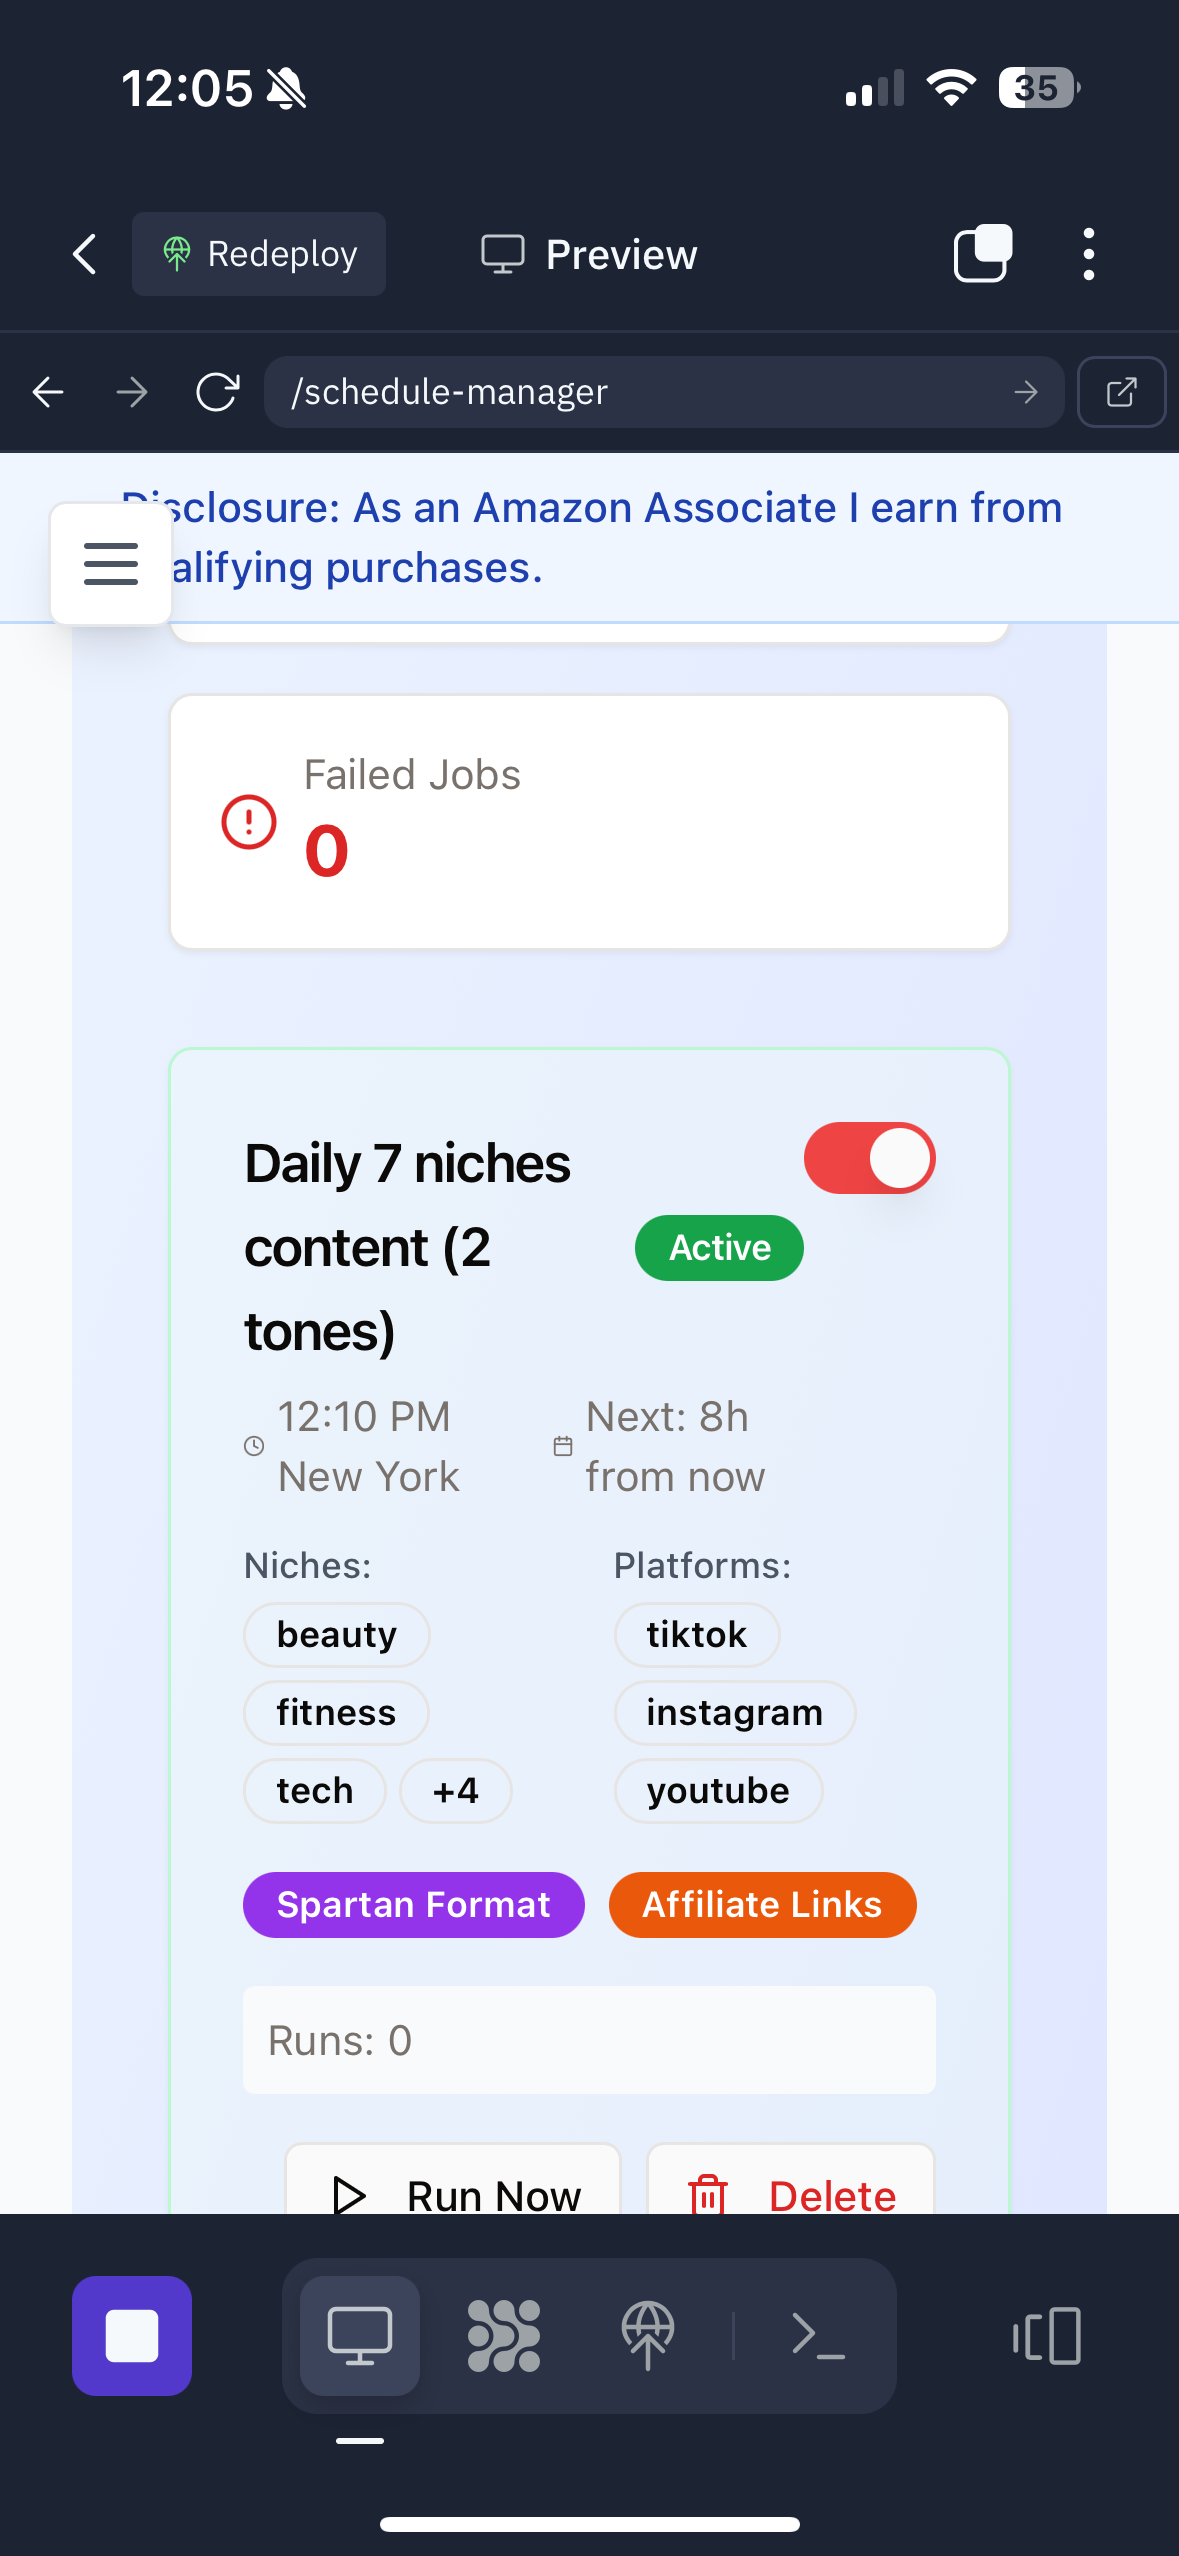 12:05
35
Redeploy
Preview
/schedule-manager
Disclosure: As an Amazon Associate I earn from
alifying purchases.
Failed Jobs
0
Daily 7 niches
content (2
tones)
Active
12:10 PM
New York
Next: 8h
from now
Niches:
beauty
fitness
tech
+4
Platforms:
tiktok
instagram
youtube
Spartan Format
Affiliate Links
Runs: 0
Run Now
Delete